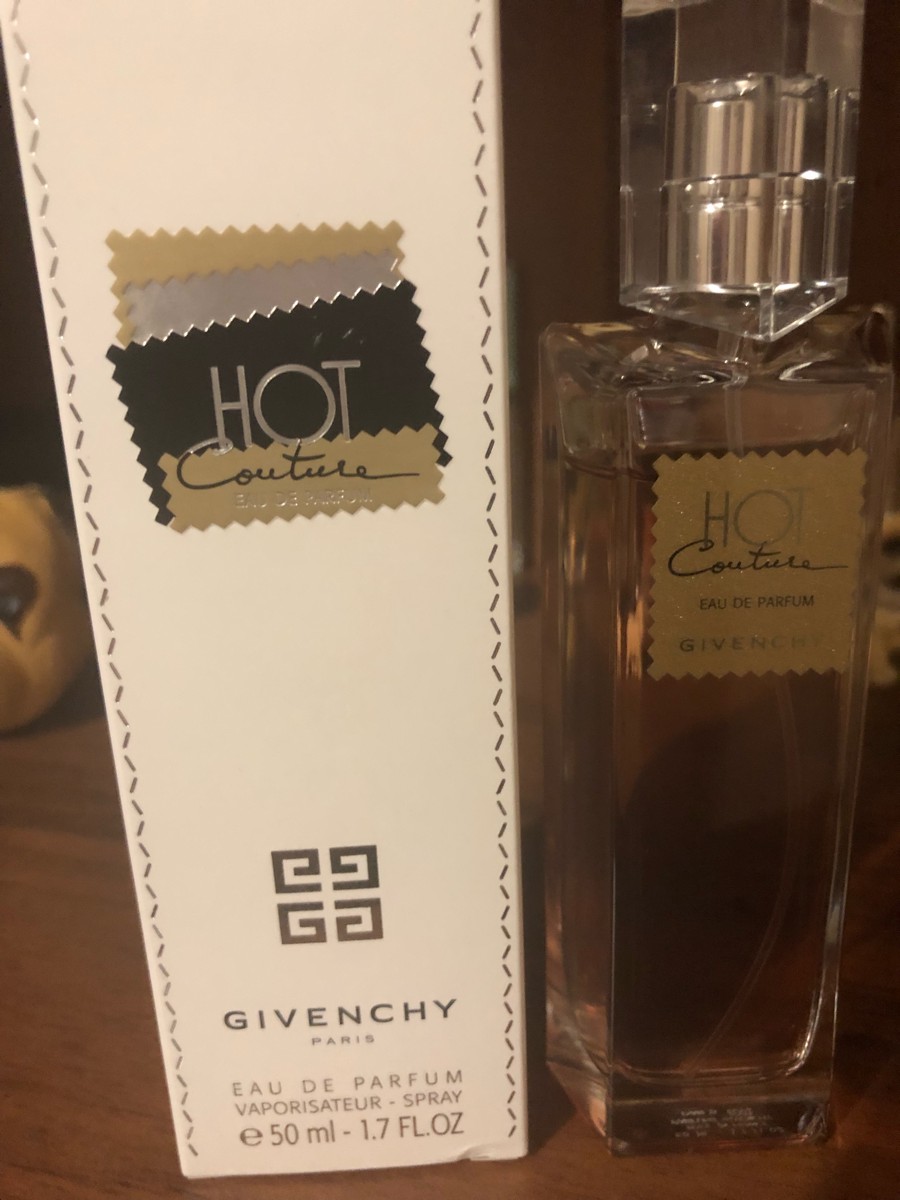 HOT
Couture
EAU DE PARFUM
GIVENCHY
PARIS
EAU DE PARFUM
VAPORISATEUR - SPRAY
℮ 50 ml - 1.7 FL.OZ
HOT
Couture
EAU DE PARFUM
GIVENCHY